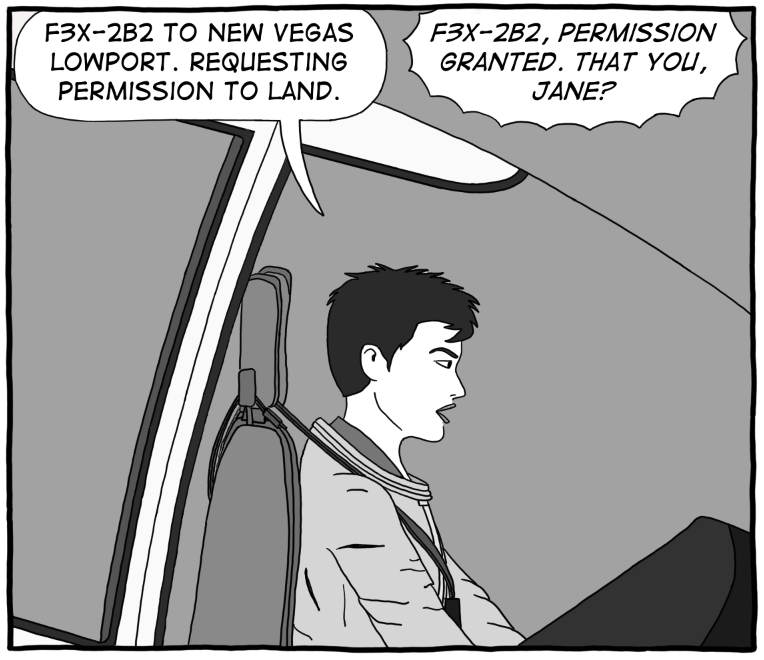 F3X-2B2 TO NEW VEGAS
LOWPORT. REQUESTING
PERMISSION TO LAND.
F3X-2B2, PERMISSION
GRANTED. THAT YOU,
JANE?